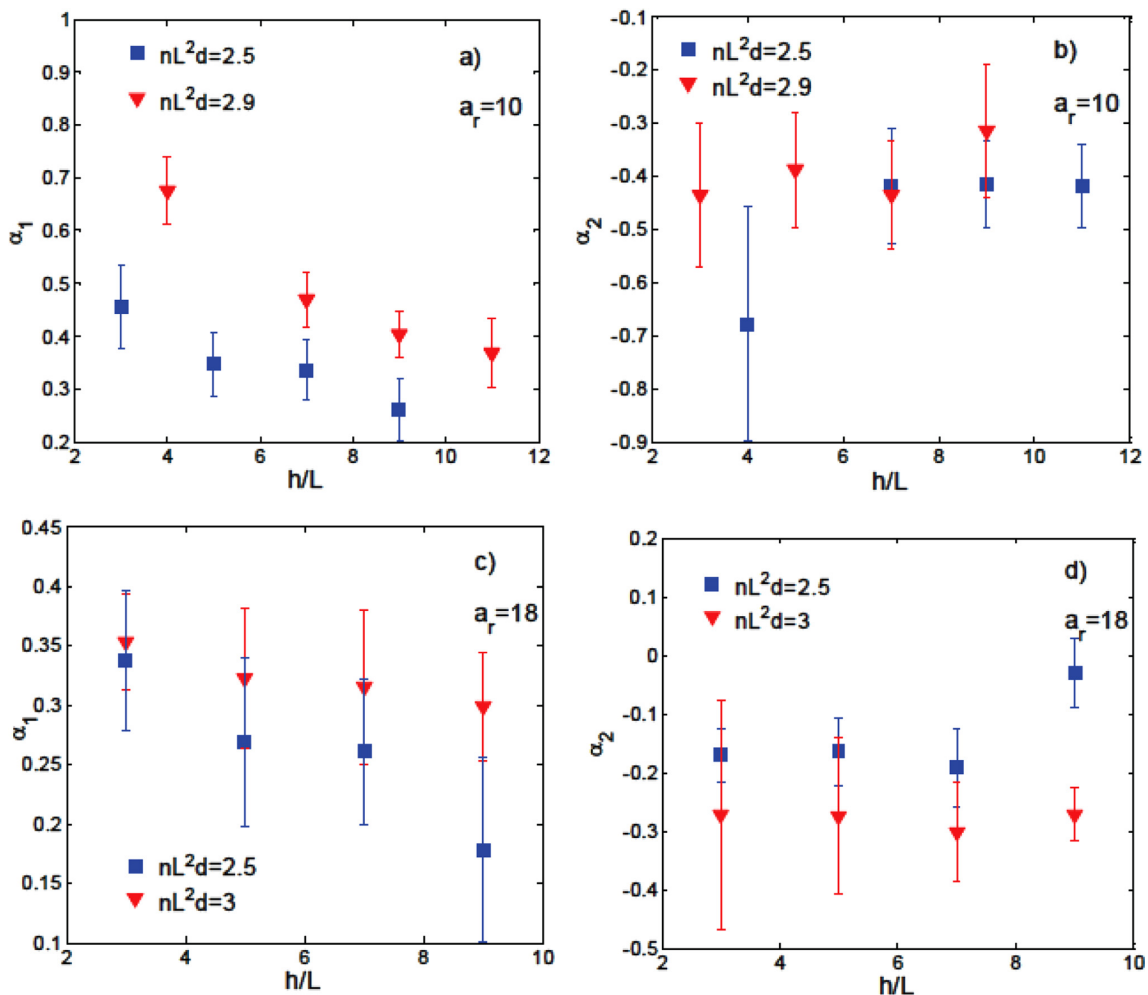 1
0.9
0.8
0.7
0.6
0.5
0.4
0.3
0.2
2
4
6
8
10
12
α₁
h/L
nL²d=2.5
nL²d=2.9
a)
aᵣ=10
-0.1
-0.2
-0.3
-0.4
-0.5
-0.6
-0.7
-0.8
-0.9
2
4
6
8
10
12
α₂
h/L
nL²d=2.5
nL²d=2.9
b)
aᵣ=10
0.45
0.4
0.35
0.3
0.25
0.2
0.15
0.1
2
4
6
8
10
α₁
h/L
c)
aᵣ=18
nL²d=2.5
nL²d=3
0.2
0.1
0
-0.1
-0.2
-0.3
-0.4
-0.5
2
4
6
8
10
α₂
h/L
nL²d=2.5
nL²d=3
d)
aᵣ=18